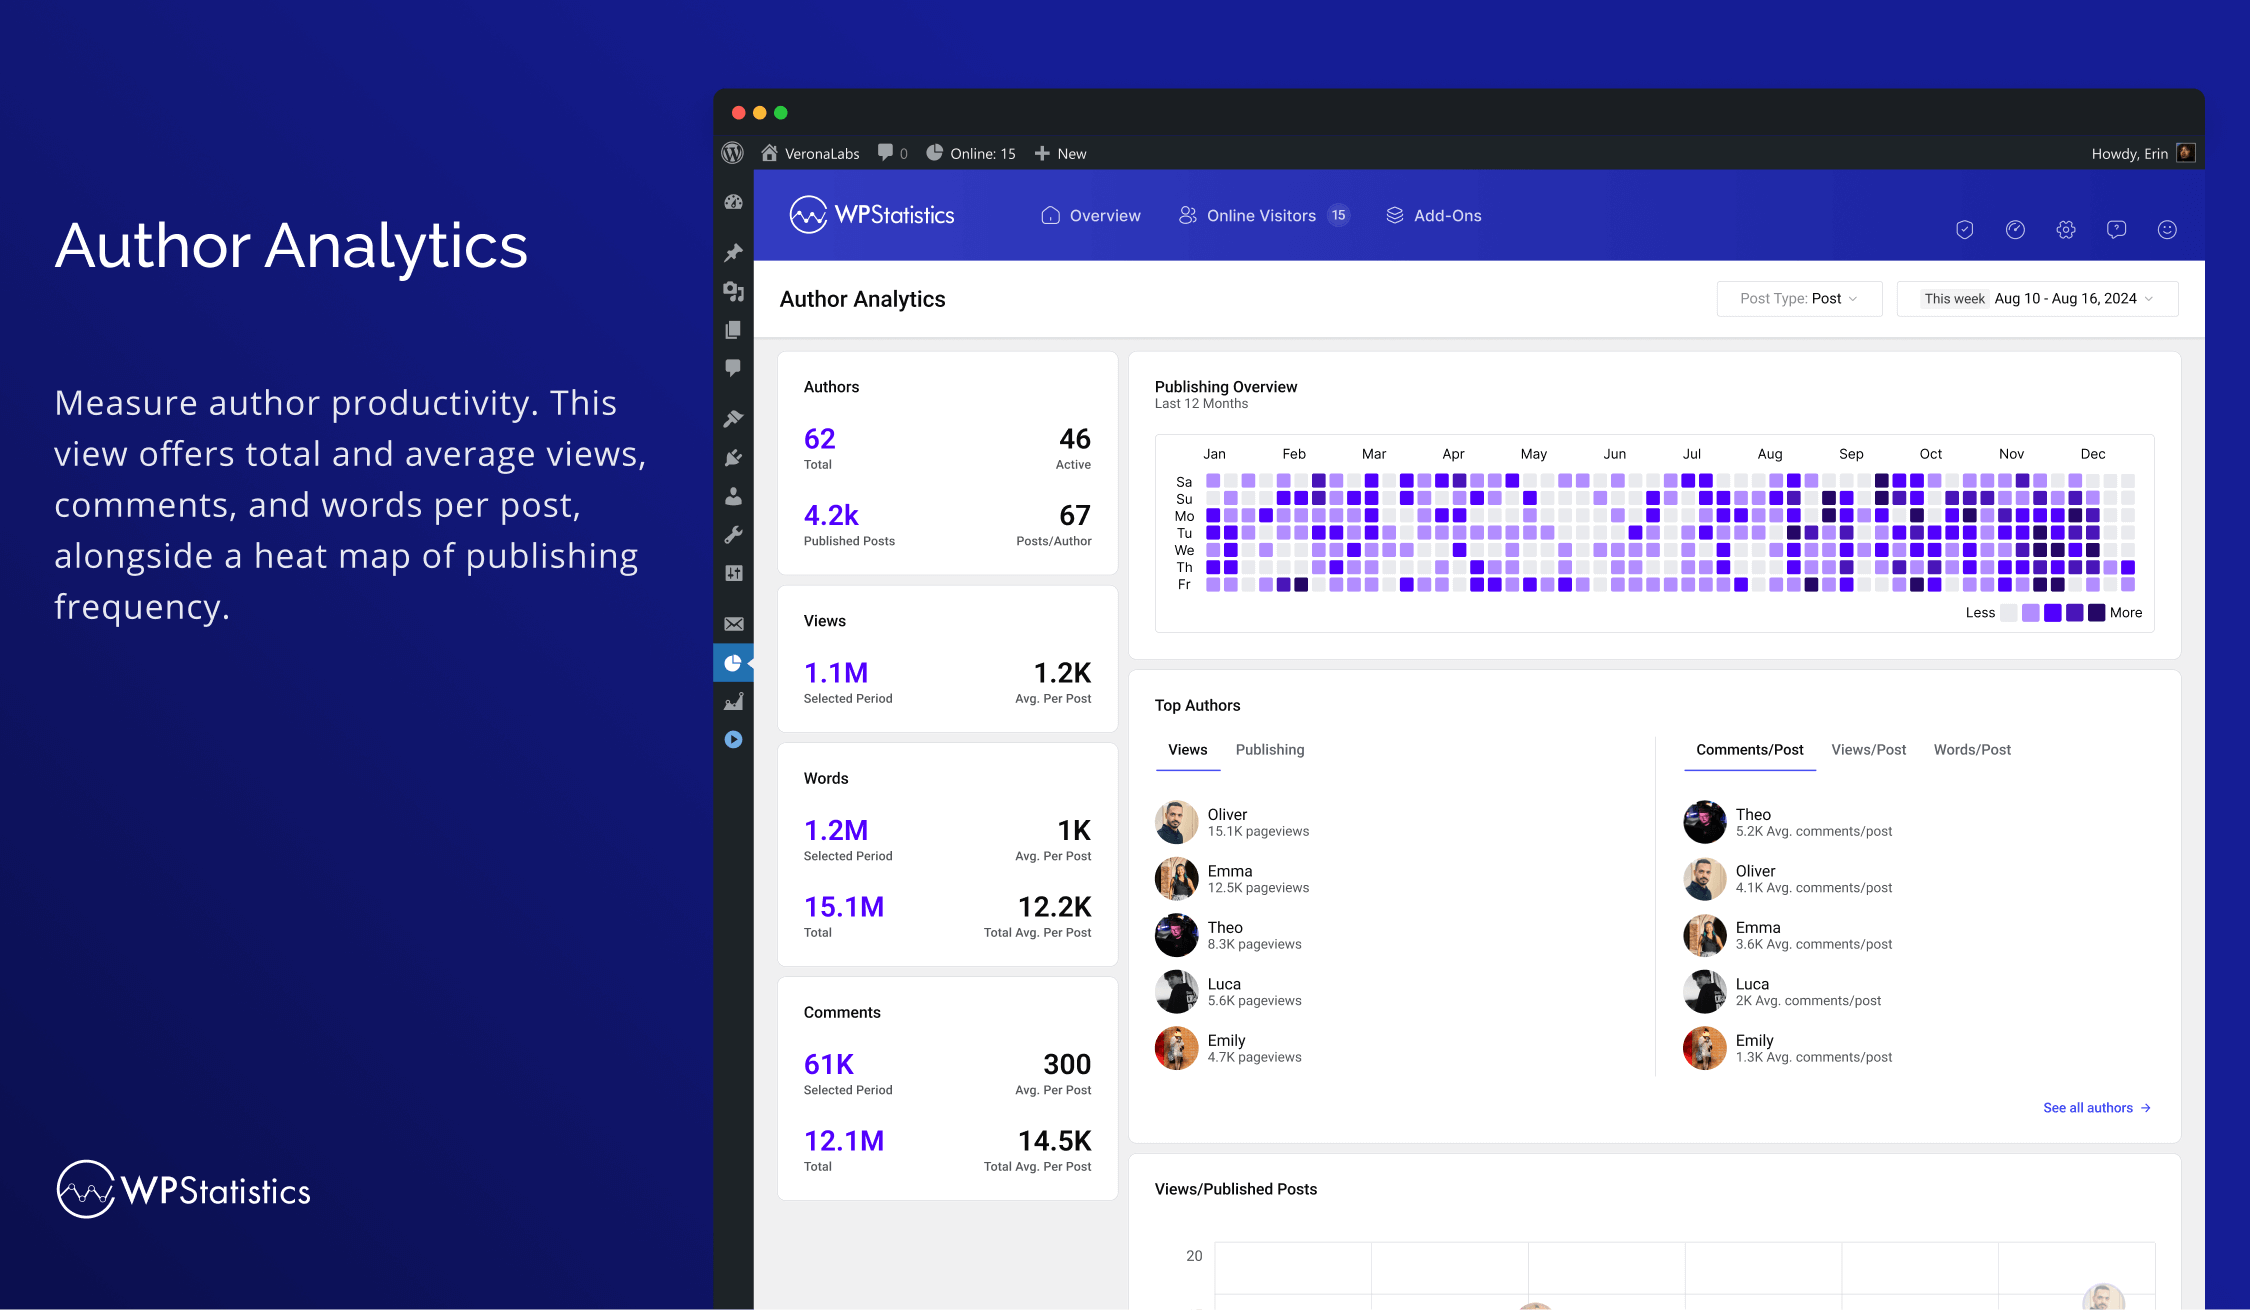 Author Analytics
Measure author productivity. This
view offers total and average views,
comments, and words per post,
alongside a heat map of publishing
frequency.
WPStatistics
VeronaLabs 0 Online: 15 New Howdy, Erin
WPStatistics Overview Online Visitors 15 Add-Ons
Author Analytics Post Type: Post This week Aug 10 - Aug 16, 2024
Authors
62 46
Total Active
4.2k 67
Published Posts Posts/Author
Views
1.1M 1.2K
Selected Period Avg. Per Post
Words
1.2M 1K
Selected Period Avg. Per Post
15.1M 12.2K
Total Total Avg. Per Post
Comments
61K 300
Selected Period Avg. Per Post
12.1M 14.5K
Total Total Avg. Per Post
Publishing Overview
Last 12 Months
Jan Feb Mar Apr May Jun Jul Aug Sep Oct Nov Dec
Sa
Su
Mo
Tu
We
Th
Fr
Less More
Top Authors
Views Publishing
Oliver
15.1K pageviews
Emma
12.5K pageviews
Theo
8.3K pageviews
Luca
5.6K pageviews
Emily
4.7K pageviews
Comments/Post Views/Post Words/Post
Theo
5.2K Avg. comments/post
Oliver
4.1K Avg. comments/post
Emma
3.6K Avg. comments/post
Luca
2K Avg. comments/post
Emily
1.3K Avg. comments/post
See all authors →
Views/Published Posts
20